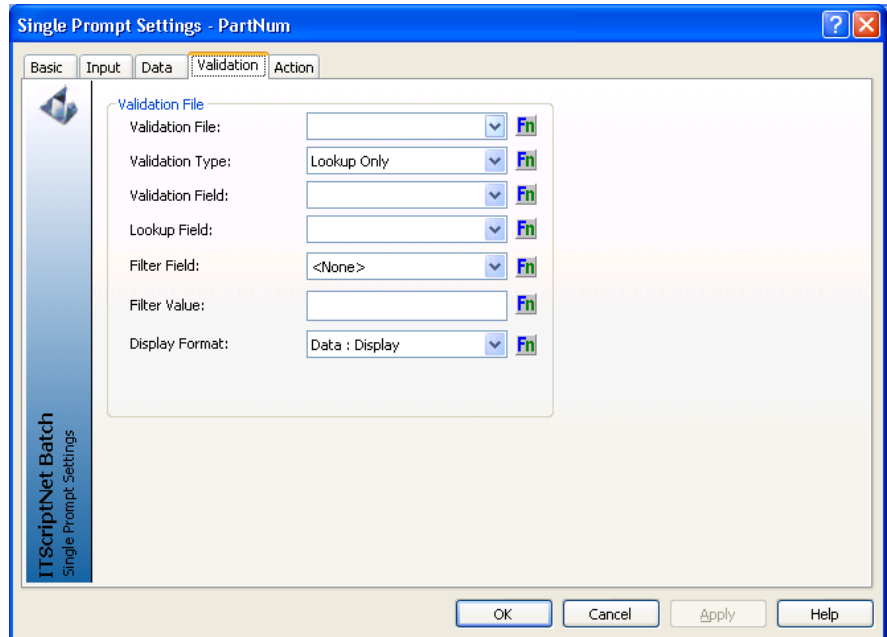 Single Prompt Settings - PartNum
Basic Input Data Validation Action
Validation File
Validation File: Fn
Validation Type: Lookup Only Fn
Validation Field: Fn
Lookup Field: Fn
Filter Field: <None> Fn
Filter Value: Fn
Display Format: Data : Display Fn
ITScriptNet Batch
Single Prompt Settings
OK Cancel Apply Help